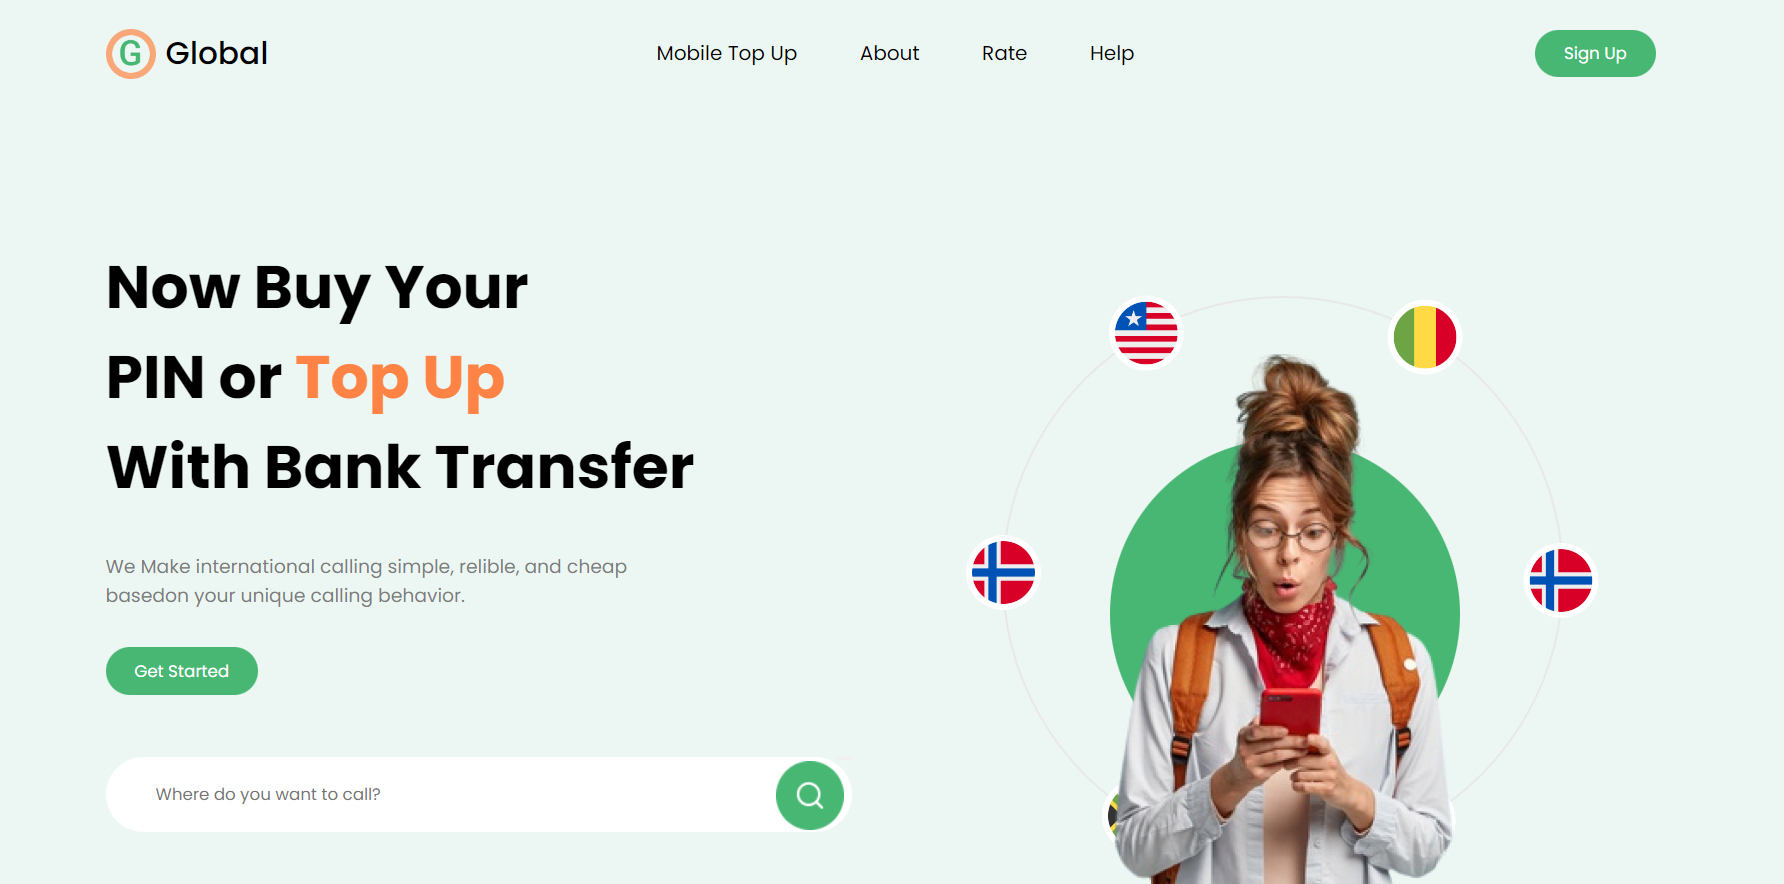 G Global
Mobile Top Up
About
Rate
Help
Sign Up
Now Buy Your
PIN or Top Up
With Bank Transfer
We Make international calling simple, relible, and cheap
basedon your unique calling behavior.
Get Started
Where do you want to call?